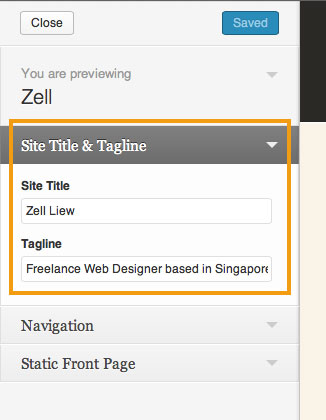 Close
Saved
You are previewing
Zell
Site Title & Tagline
Site Title
Zell Liew
Tagline
Freelance Web Designer based in Singapore
Navigation
Static Front Page